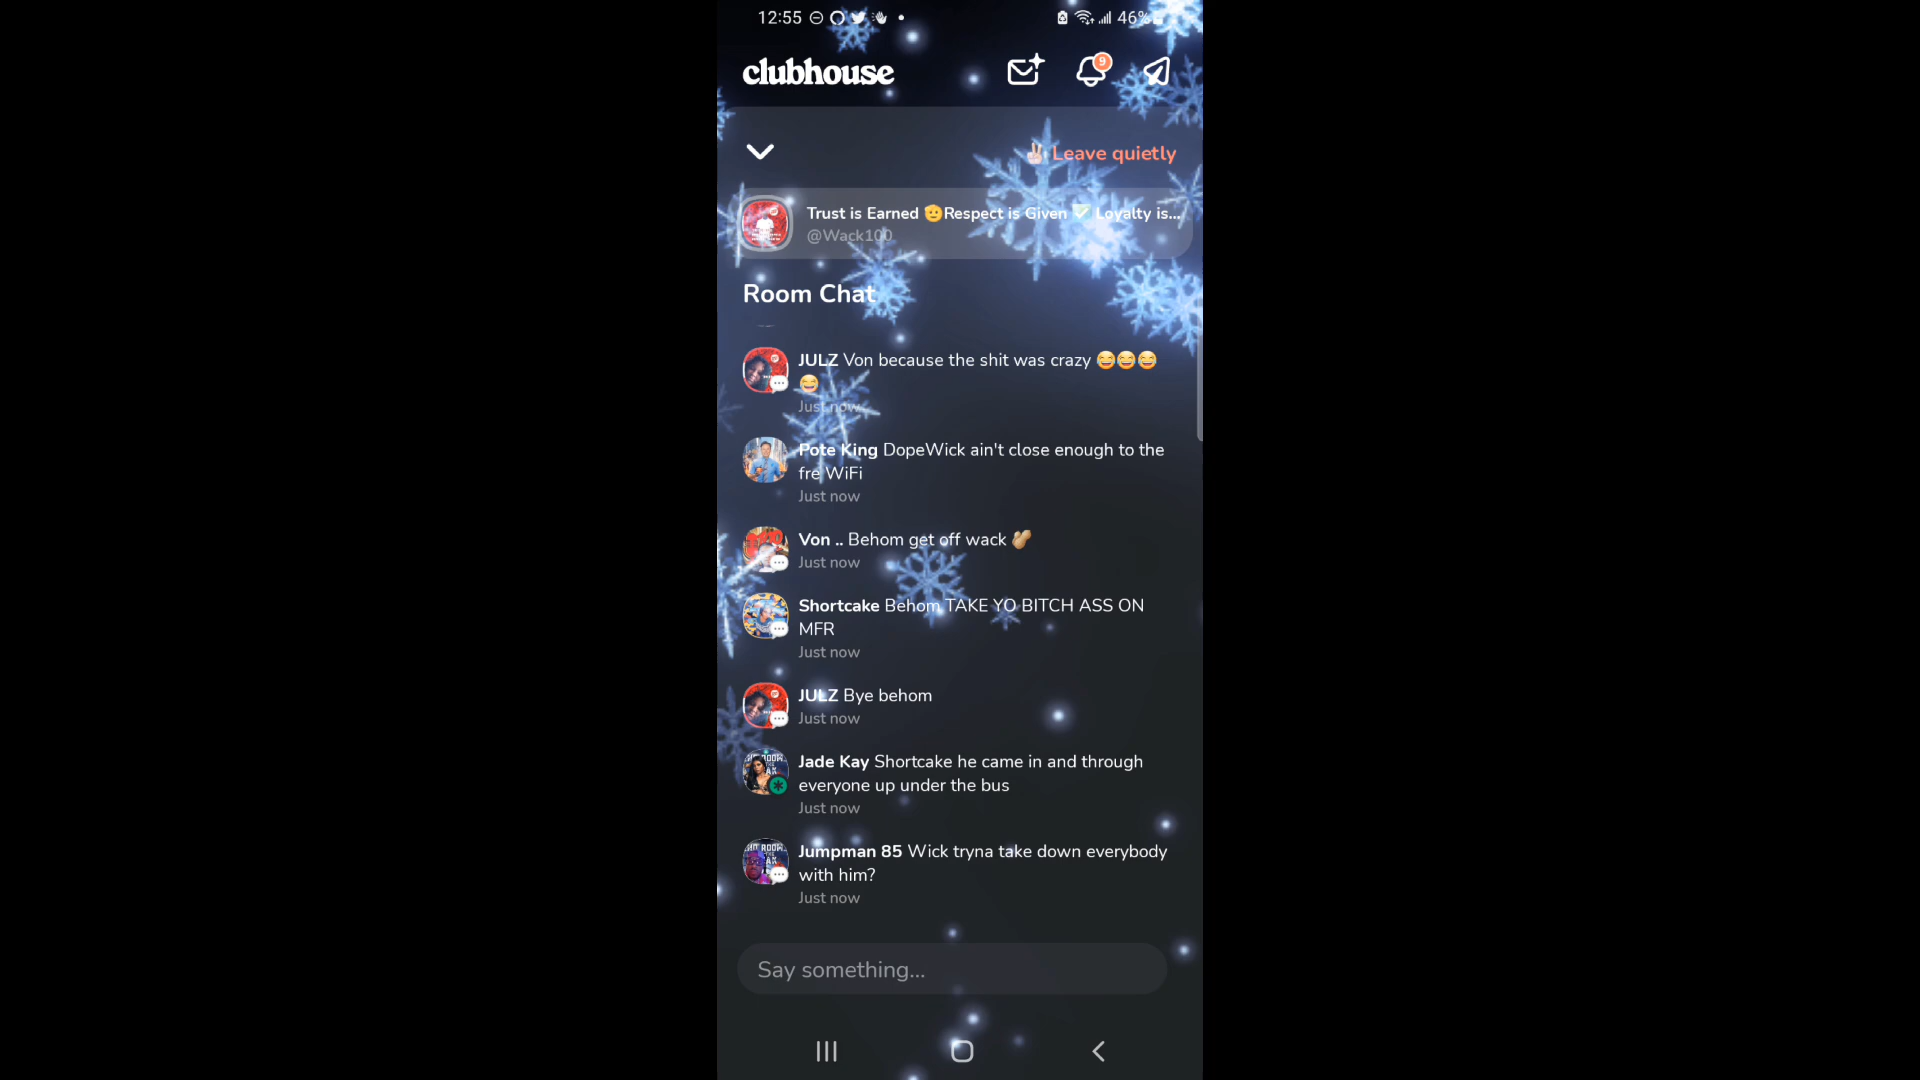 12:55
46%
clubhouse
9
✌🏻 Leave quietly
Trust is Earned 🫡Respect is Given ✅ Loyalty is...
@Wack100
Room Chat
JULZ Von because the shit was crazy 😂😂😂
😂
Just now
Pote King DopeWick ain't close enough to the
fre WiFi
Just now
Von .. Behom get off wack 🥜
Just now
Shortcake Behom TAKE YO BITCH ASS ON
MFR
Just now
JULZ Bye behom
Just now
Jade Kay Shortcake he came in and through
everyone up under the bus
Just now
Jumpman 85 Wick tryna take down everybody
with him?
Just now
Say something...